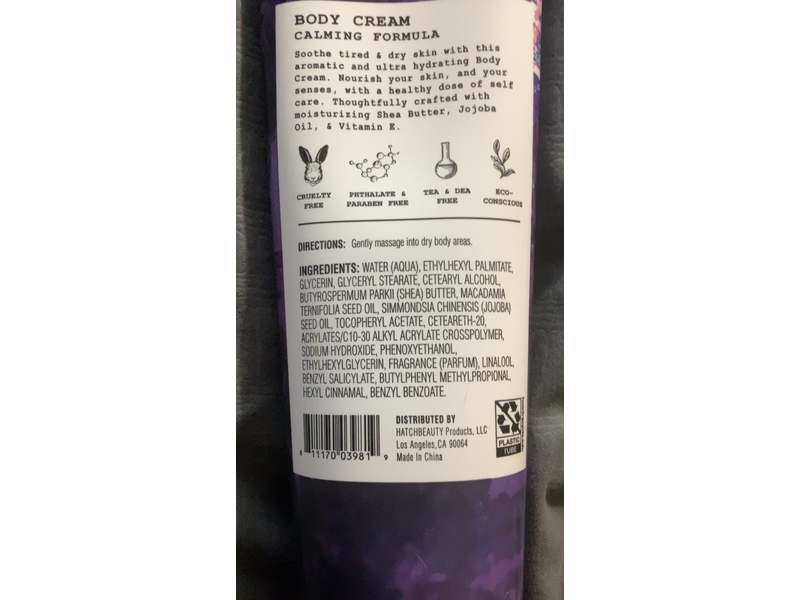 BODY CREAM
CALMING FORMULA
Soothe tired & dry skin with this
aromatic and ultra hydrating Body
Cream. Nourish your skin, and your
senses, with a healthy dose of self
care. Thoughtfully crafted with
moisturizing Shea Butter, Jojoba
Oil, & Vitamin E.
CRUELTY
FREE
PHTHALATE &
PARABEN FREE
TEA & DEA
FREE
ECO-
CONSCIOUS
DIRECTIONS: Gently massage into dry body areas.
INGREDIENTS: WATER (AQUA), ETHYLHEXYL PALMITATE,
GLYCERIN, GLYCERYL STEARATE, CETEARYL ALCOHOL,
BUTYROSPERMUM PARKII (SHEA) BUTTER, MACADAMIA
TERNIFOLIA SEED OIL, SIMMONDSIA CHINENSIS (JOJOBA)
SEED OIL, TOCOPHERYL ACETATE, CETEARETH-20,
ACRYLATES/C10-30 ALKYL ACRYLATE CROSSPOLYMER,
SODIUM HYDROXIDE, PHENOXYETHANOL,
ETHYLHEXYLGLYCERIN, FRAGRANCE (PARFUM), LINALOOL,
BENZYL SALICYLATE, BUTYLPHENYL METHYLPROPIONAL,
HEXYL CINNAMAL, BENZYL BENZOATE.
11170 03981 9
DISTRIBUTED BY
HATCHBEAUTY Products, LLC
Los Angeles, CA 90064
Made In China
PLASTIC
TUBE